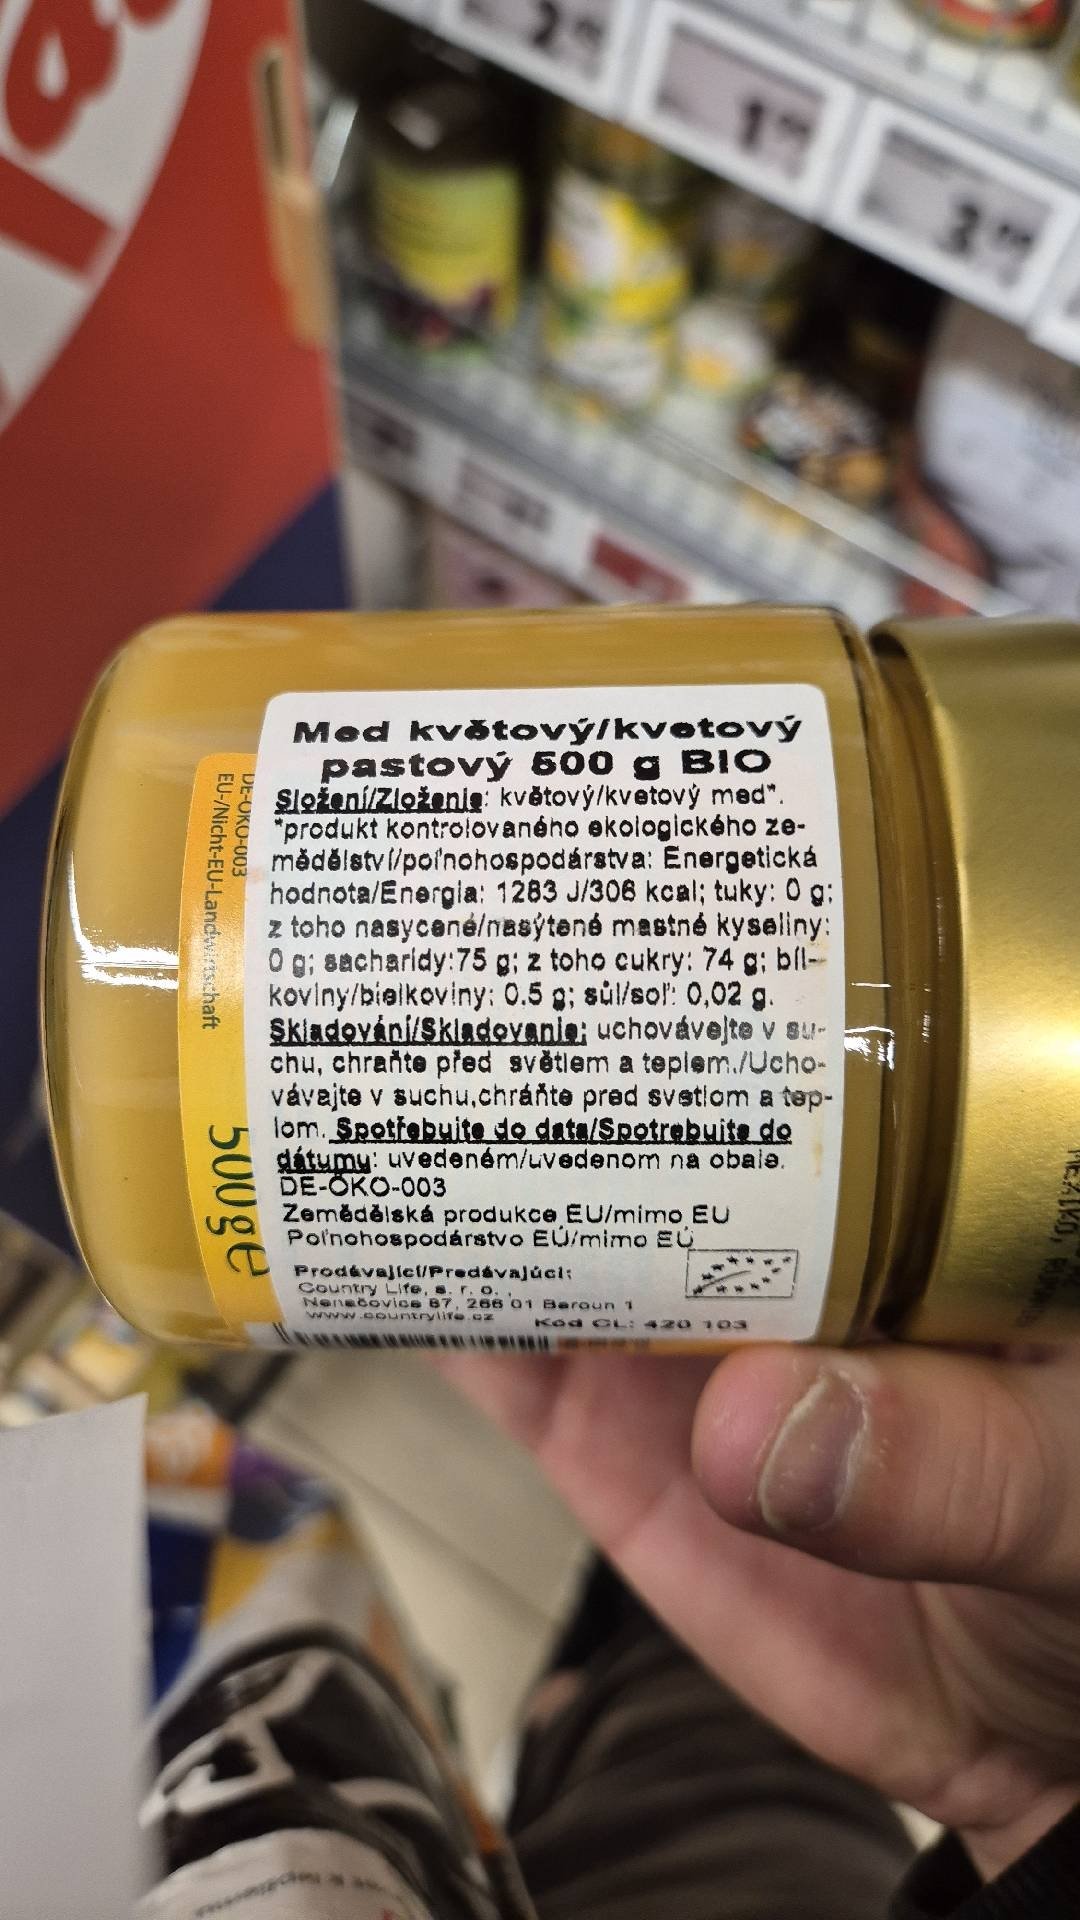 Med květový/kvetový
pastový 500 g BIO
Složení/Zloženie: květový/kvetový med*.
*produkt kontrolovaného ekologického ze-
mědělství/poľnohospodárstva: Energetická
hodnota/Energia: 1283 J/306 kcal; tuky: 0 g;
z toho nasycené/nasýtené mastné kyseliny:
0 g; sacharidy:75 g; z toho cukry: 74 g; bíl-
koviny/bielkoviny: 0.5 g; sůl/soľ: 0,02 g.
Skladování/Skladovanie: uchovávejte v su-
chu, chraňte před světlem a teplem./Ucho-
vávajte v suchu,chráňte pred svetlom a tep-
lom. Spotřebujte do data/Spotrebujte do
dátumu: uvedeném/uvedenom na obale.
DE-ÖKO-003
Zemědělská produkce EU/mimo EU
Poľnohospodárstvo EÚ/mimo EÚ
Prodávající/Predávajúci:
Country Life, s. r. o.,
Nenačovice 87, 266 01 Beroun 1
www.countrylife.cz Kód CL: 420 103
DE-ÖKO-003
EU-/Nicht-EU-Landwirtschaft
500g e